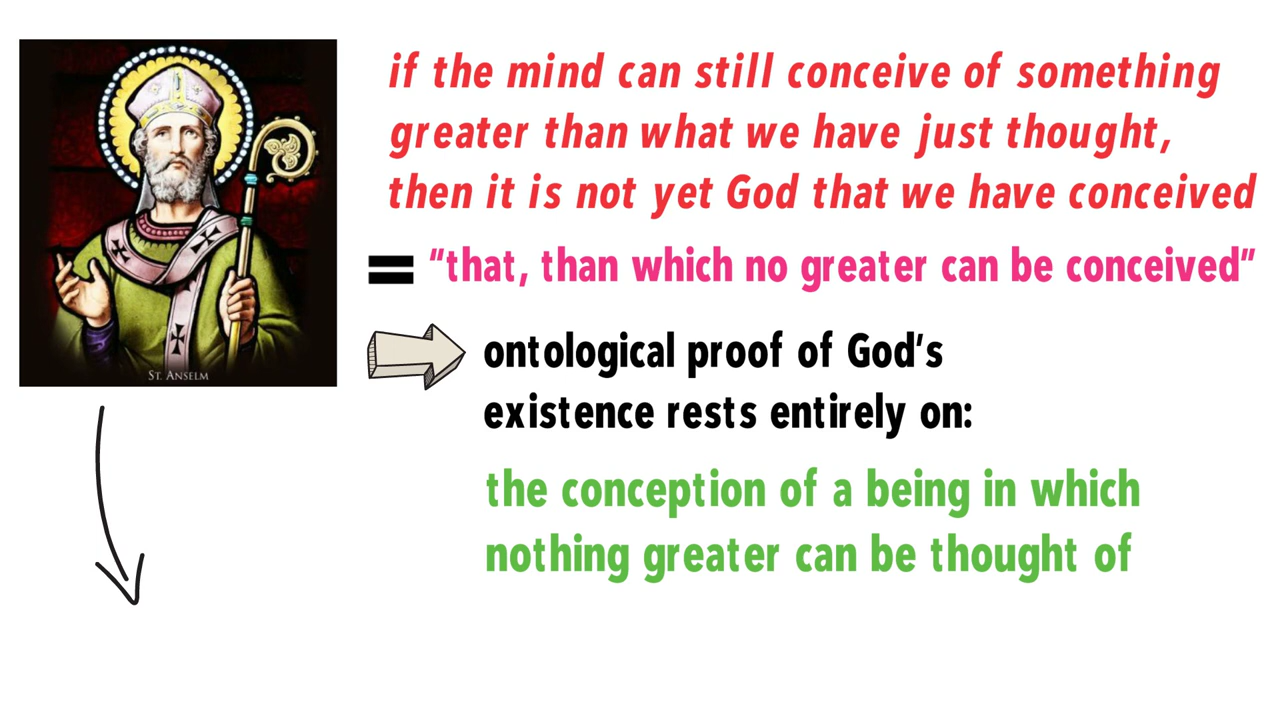 if the mind can still conceive of something
greater than what we have just thought,
then it is not yet God that we have conceived
= "that, than which no greater can be conceived"
ontological proof of God's
existence rests entirely on:
the conception of a being in which
nothing greater can be thought of
ST. ANSELM